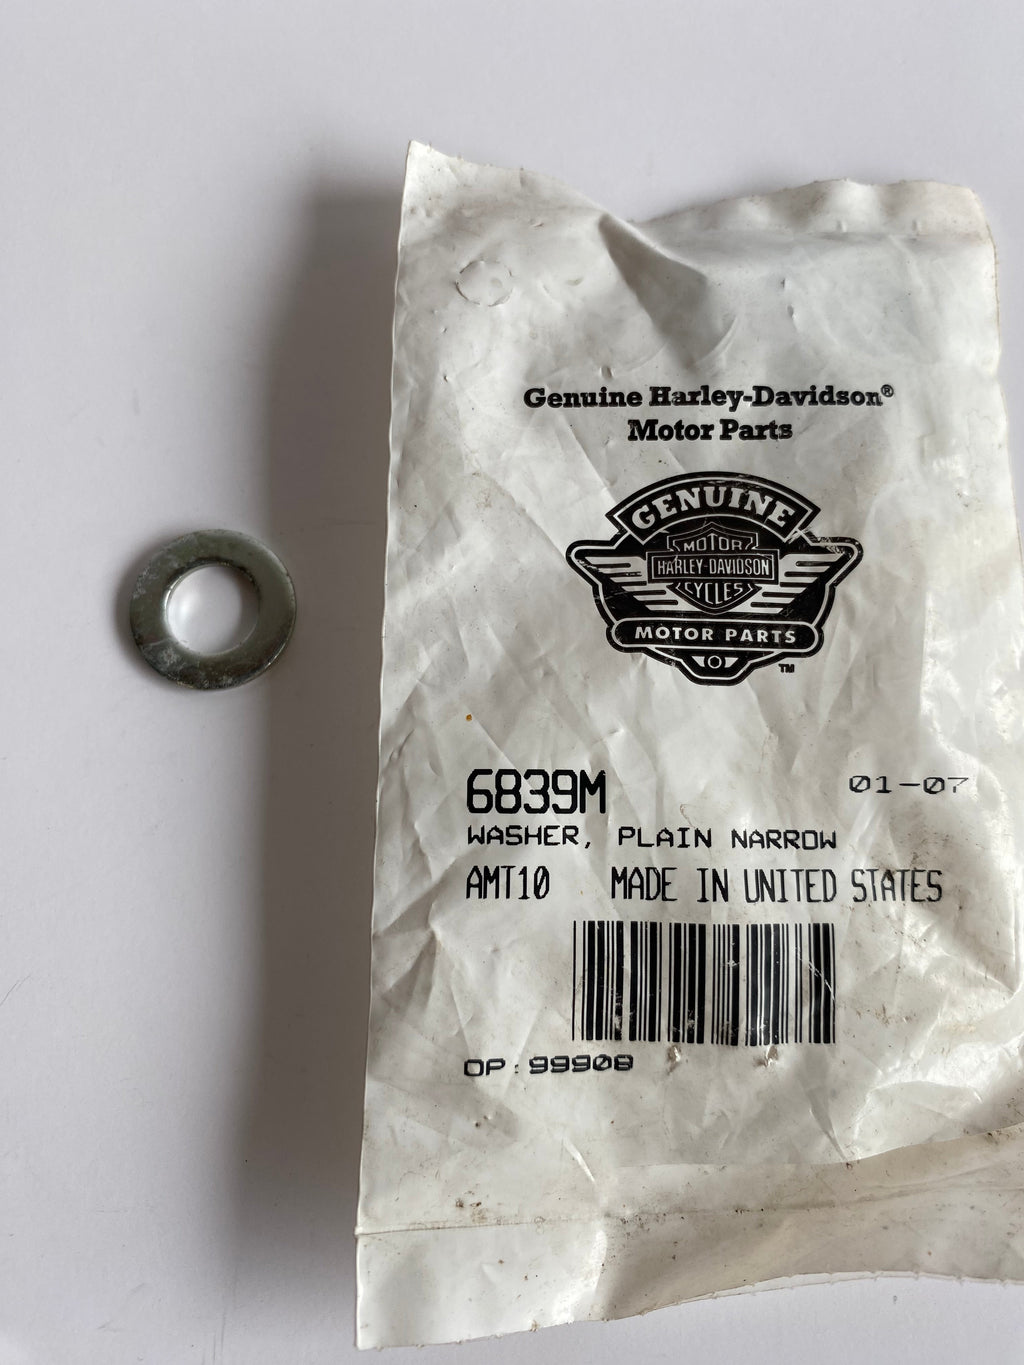 Genuine Harley-Davidson®
Motor Parts
GENUINE
MOTOR
HARLEY-DAVIDSON
CYCLES
MOTOR PARTS
TM
6839M 01-07
WASHER, PLAIN NARROW
AMT10 MADE IN UNITED STATES
OP: 99908